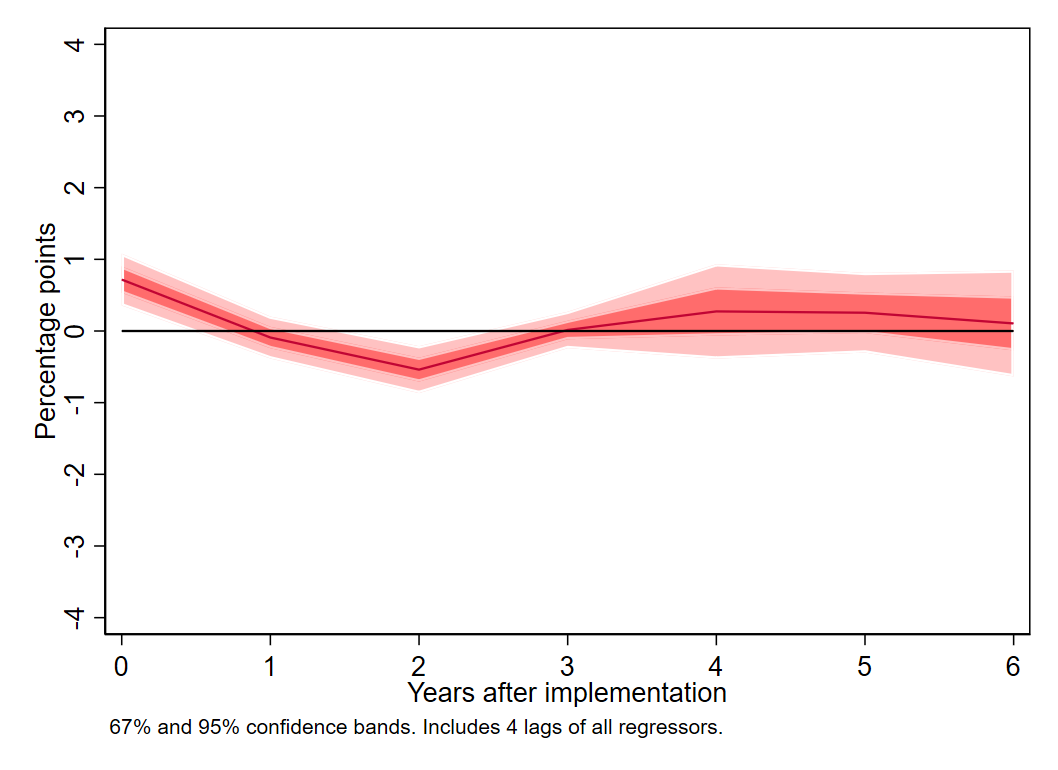 Percentage points
4
3
2
1
0
-1
-2
-3
-4
0 1 2 3 4 5 6
Years after implementation
67% and 95% confidence bands. Includes 4 lags of all regressors.